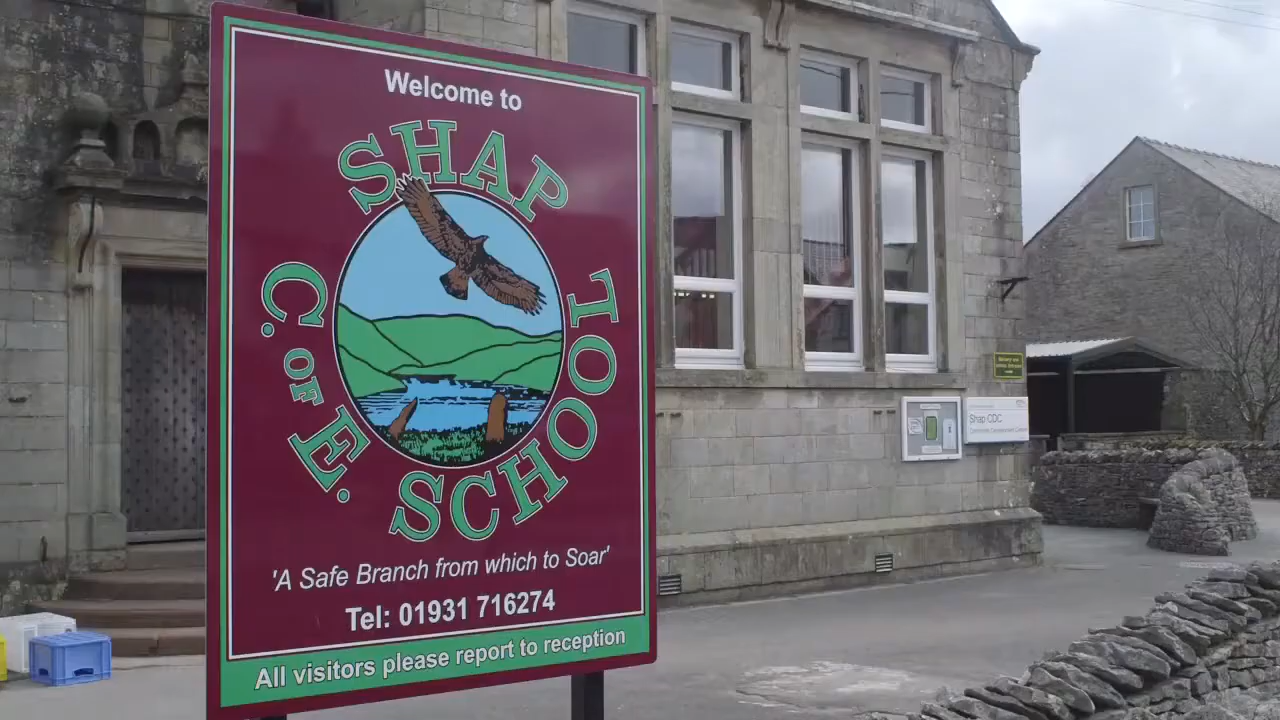 Welcome to
SHAP
C. OF E. SCHOOL
'A Safe Branch from which to Soar'
Tel: 01931 716274
All visitors please report to reception
Shap CDC